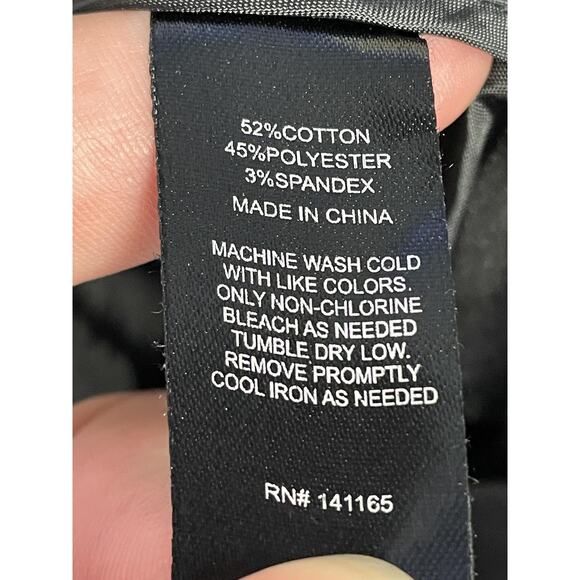 52%COTTON
45%POLYESTER
3%SPANDEX
MADE IN CHINA
MACHINE WASH COLD
WITH LIKE COLORS.
ONLY NON-CHLORINE
BLEACH AS NEEDED
TUMBLE DRY LOW.
REMOVE PROMPTLY
COOL IRON AS NEEDED
RN# 141165